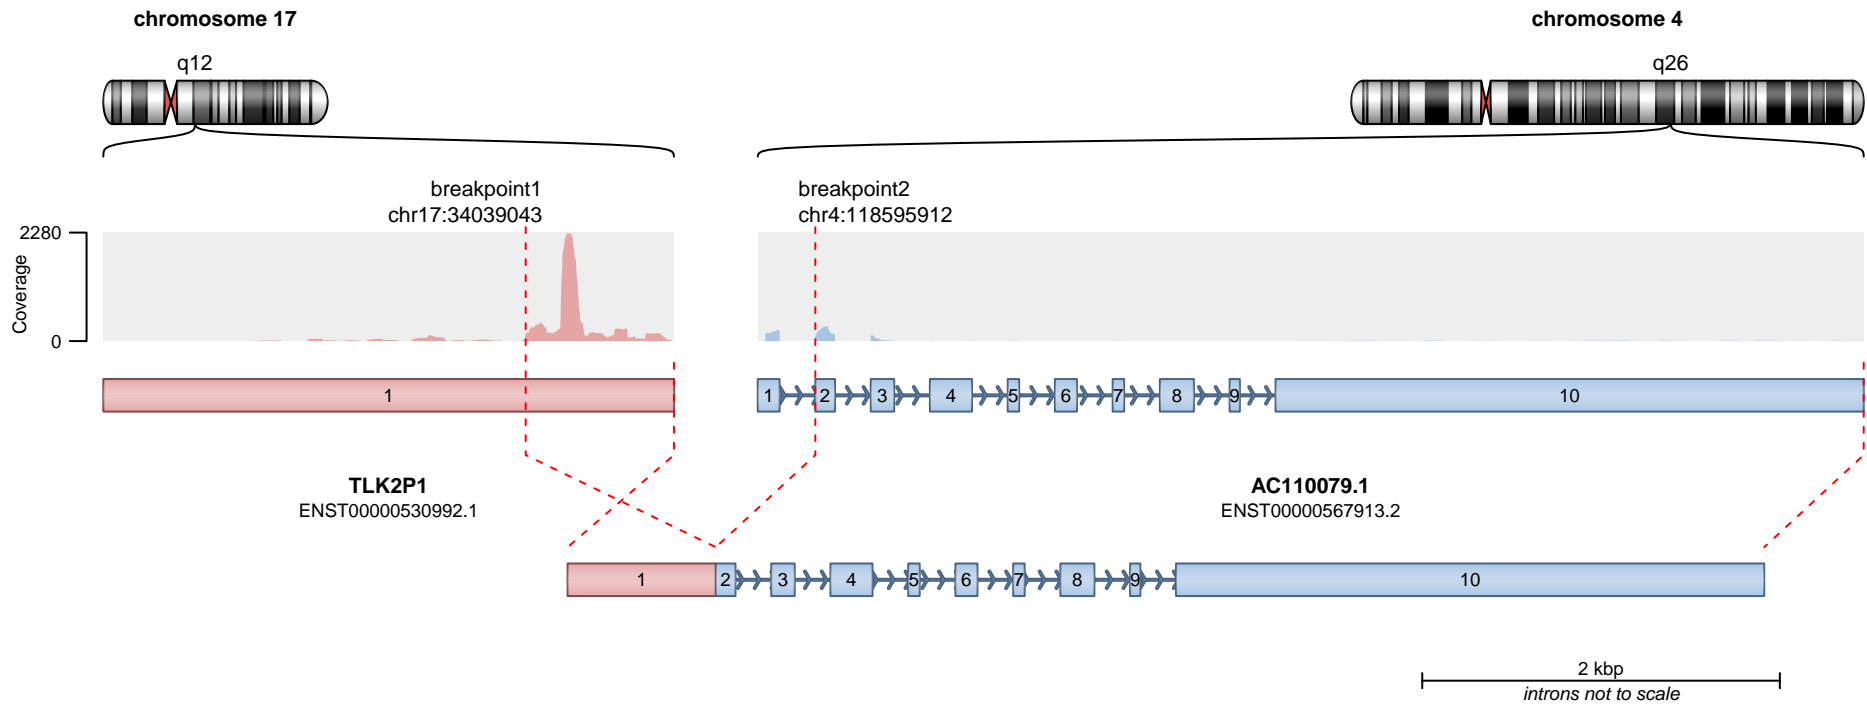 chromosome 17
chromosome 4
q12
q26
breakpoint1
chr17:34039043
breakpoint2
chr4:118595912
2280
0
Coverage
1
1 2 3 4 5 6 7 8 9 10
TLK2P1
ENST00000530992.1
AC110079.1
ENST00000567913.2
1 2 3 4 5 6 7 8 9 10
2 kbp
introns not to scale